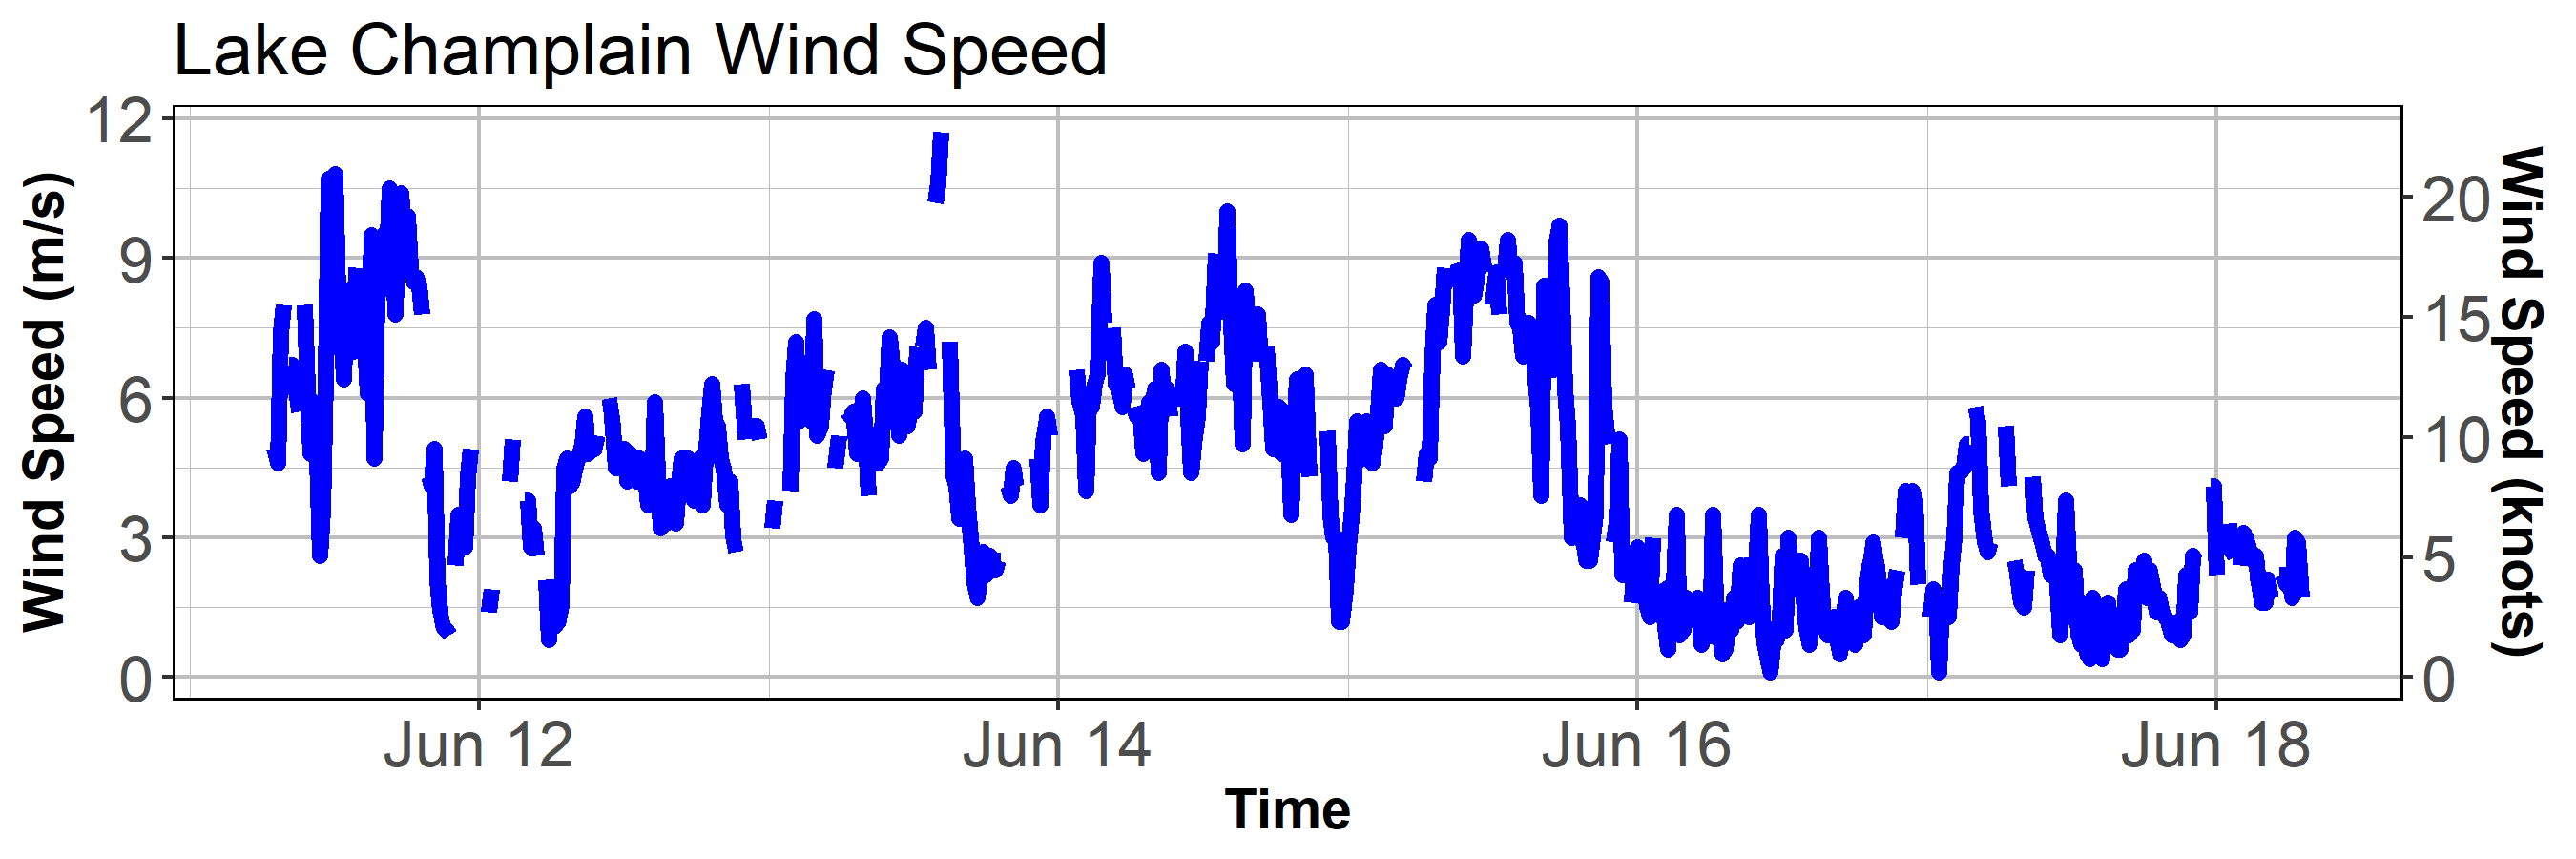 Lake Champlain Wind Speed
Wind Speed (m/s)
12
9
6
3
0
20
15
10
5
0
Wind Speed (knots)
Jun 12
Jun 14
Jun 16
Jun 18
Time